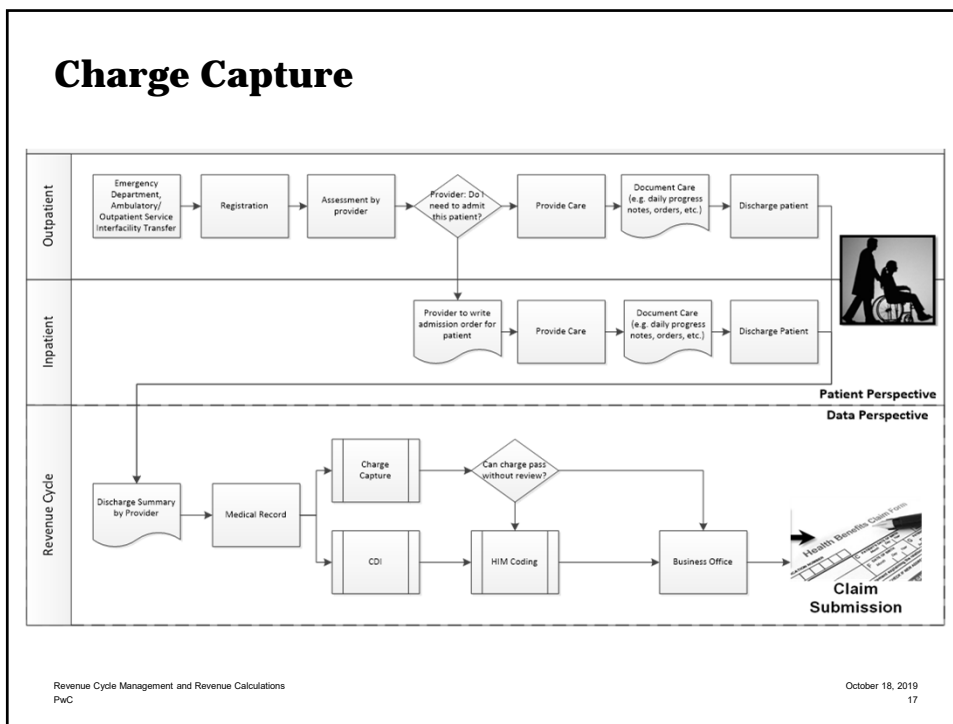 Charge Capture
Outpatient
Emergency
Department,
Ambulatory/
Outpatient Service
Interfacility Transfer
Registration
Assessment by
provider
Provider: Do I
need to admit
this patient?
Provide Care
Document Care
(e.g. daily progress
notes, orders, etc.)
Discharge patient
Inpatient
Provider to write
admission order for
patient
Provide Care
Document Care
(e.g. daily progress
notes, orders, etc.)
Discharge Patient
Patient Perspective
Data Perspective
Revenue Cycle
Discharge Summary
by Provider
Medical Record
Charge
Capture
CDI
Can charge pass
without review?
HIM Coding
Business Office
Health Benefits Claim Form
Claim
Submission
Revenue Cycle Management and Revenue Calculations
PwC
October 18, 2019
17